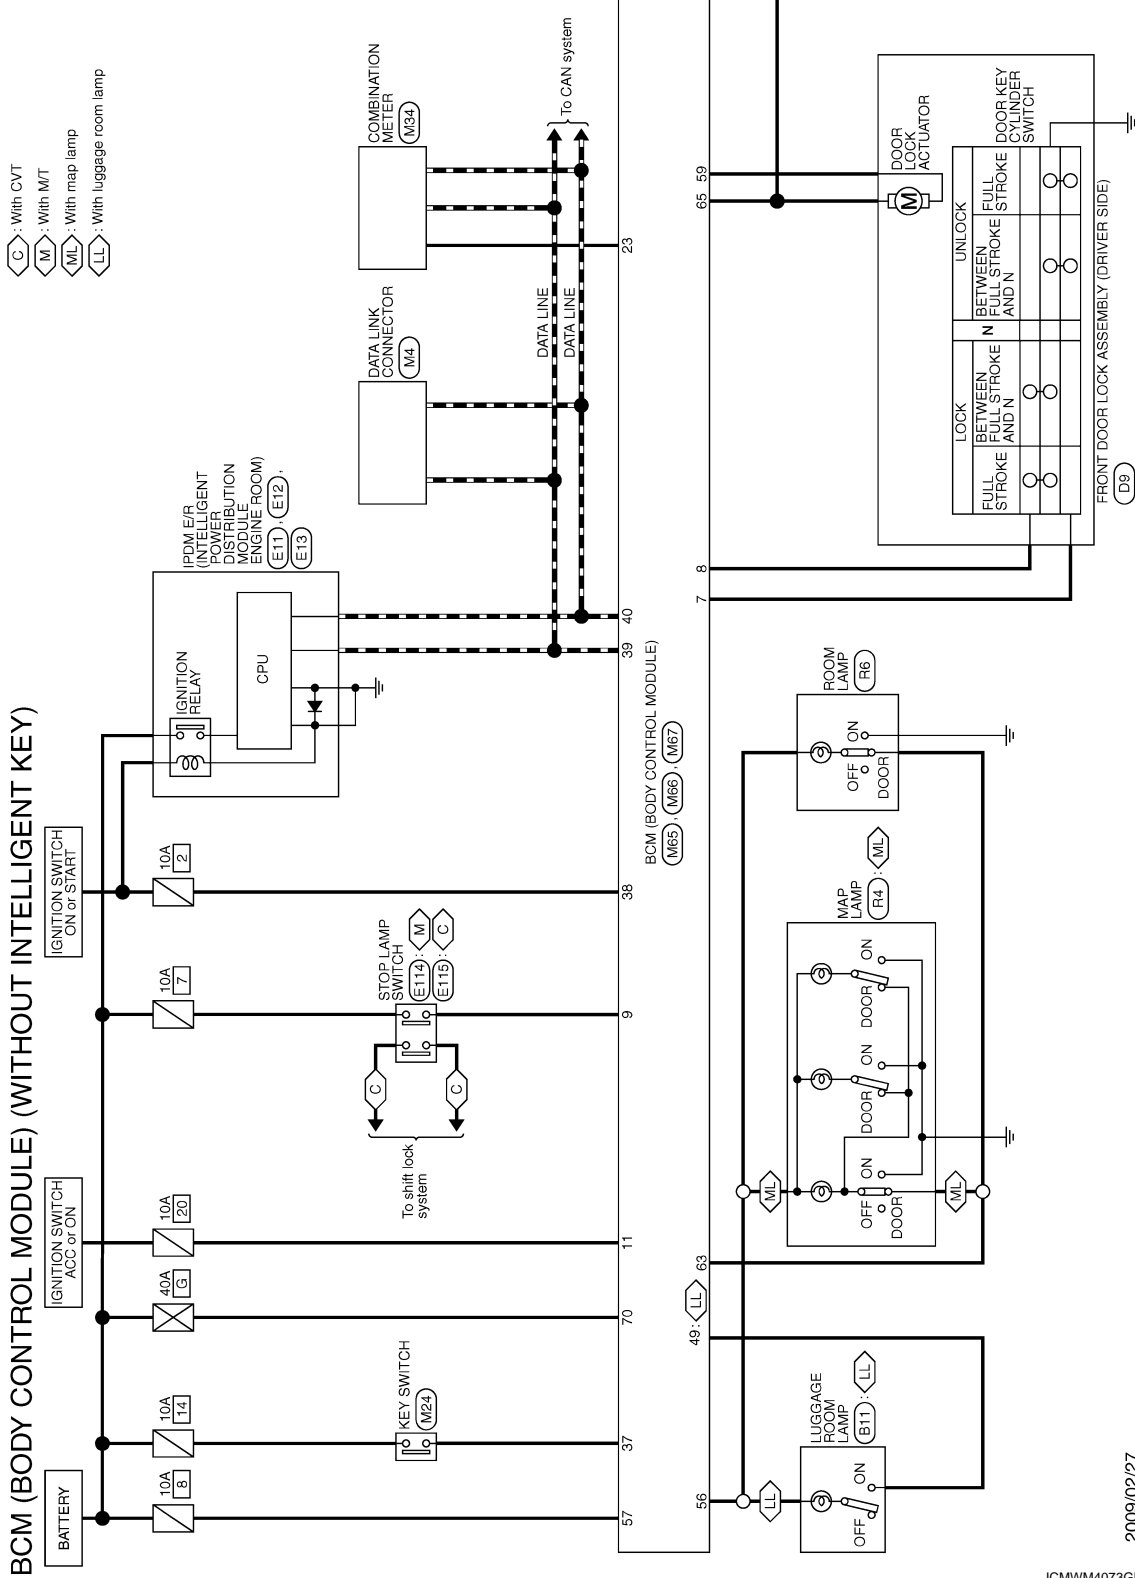 BCM (BODY CONTROL MODULE) (WITHOUT INTELLIGENT KEY)
C : With CVT
M : With M/T
ML : With map lamp
LL : With luggage room lamp
BATTERY
IGNITION SWITCH
ACC or ON
IGNITION SWITCH
ON or START
10A
8
10A
14
40A
G
10A
20
10A
7
10A
2
IGNITION
RELAY
CPU
IPDM E/R
(INTELLIGENT
POWER
DISTRIBUTION
MODULE
ENGINE ROOM)
E11 , E12 ,
E13
KEY SWITCH
M24
To shift lock
system
C
C
STOP LAMP
SWITCH
E114 : M
E115 : C
DATA LINK
CONNECTOR
M4
COMBINATION
METER
M34
DATA LINE
DATA LINE
To CAN system
57
37
70
11
9
38
39
40
23
BCM (BODY CONTROL MODULE)
M65 , M66 , M67
56
49 : LL
63
7
8
65
59
LL
LUGGAGE
ROOM
LAMP
B11 : LL
OFF
ON
ML
ML
MAP
LAMP
R4 : ML
OFF
ON
DOOR
DOOR
ON
DOOR
ON
ROOM
LAMP
R6
OFF
ON
DOOR
DOOR
LOCK
ACTUATOR
M
DOOR KEY
CYLINDER
SWITCH
LOCK
N
UNLOCK
FULL
STROKE
BETWEEN
FULL STROKE
AND N
BETWEEN
FULL STROKE
AND N
FULL
STROKE
FRONT DOOR LOCK ASSEMBLY (DRIVER SIDE)
D9
2009/02/27